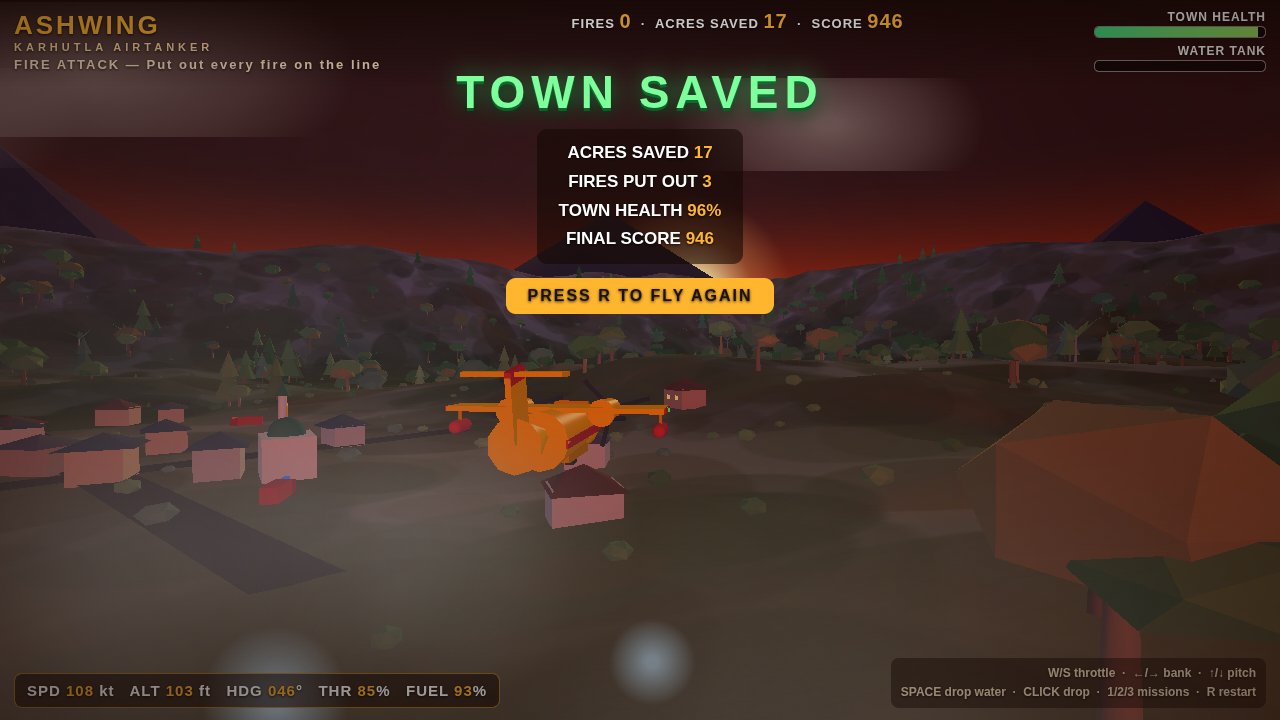 ASHWING
KARHUTLA AIRTANKER
FIRE ATTACK — Put out every fire on the line
FIRES 0 · ACRES SAVED 17 · SCORE 946
TOWN HEALTH
WATER TANK
TOWN SAVED
ACRES SAVED 17
FIRES PUT OUT 3
TOWN HEALTH 96%
FINAL SCORE 946
PRESS R TO FLY AGAIN
SPD 108 kt ALT 103 ft HDG 046° THR 85% FUEL 93%
W/S throttle · ←/→ bank · ↑/↓ pitch
SPACE drop water · CLICK drop · 1/2/3 missions · R restart